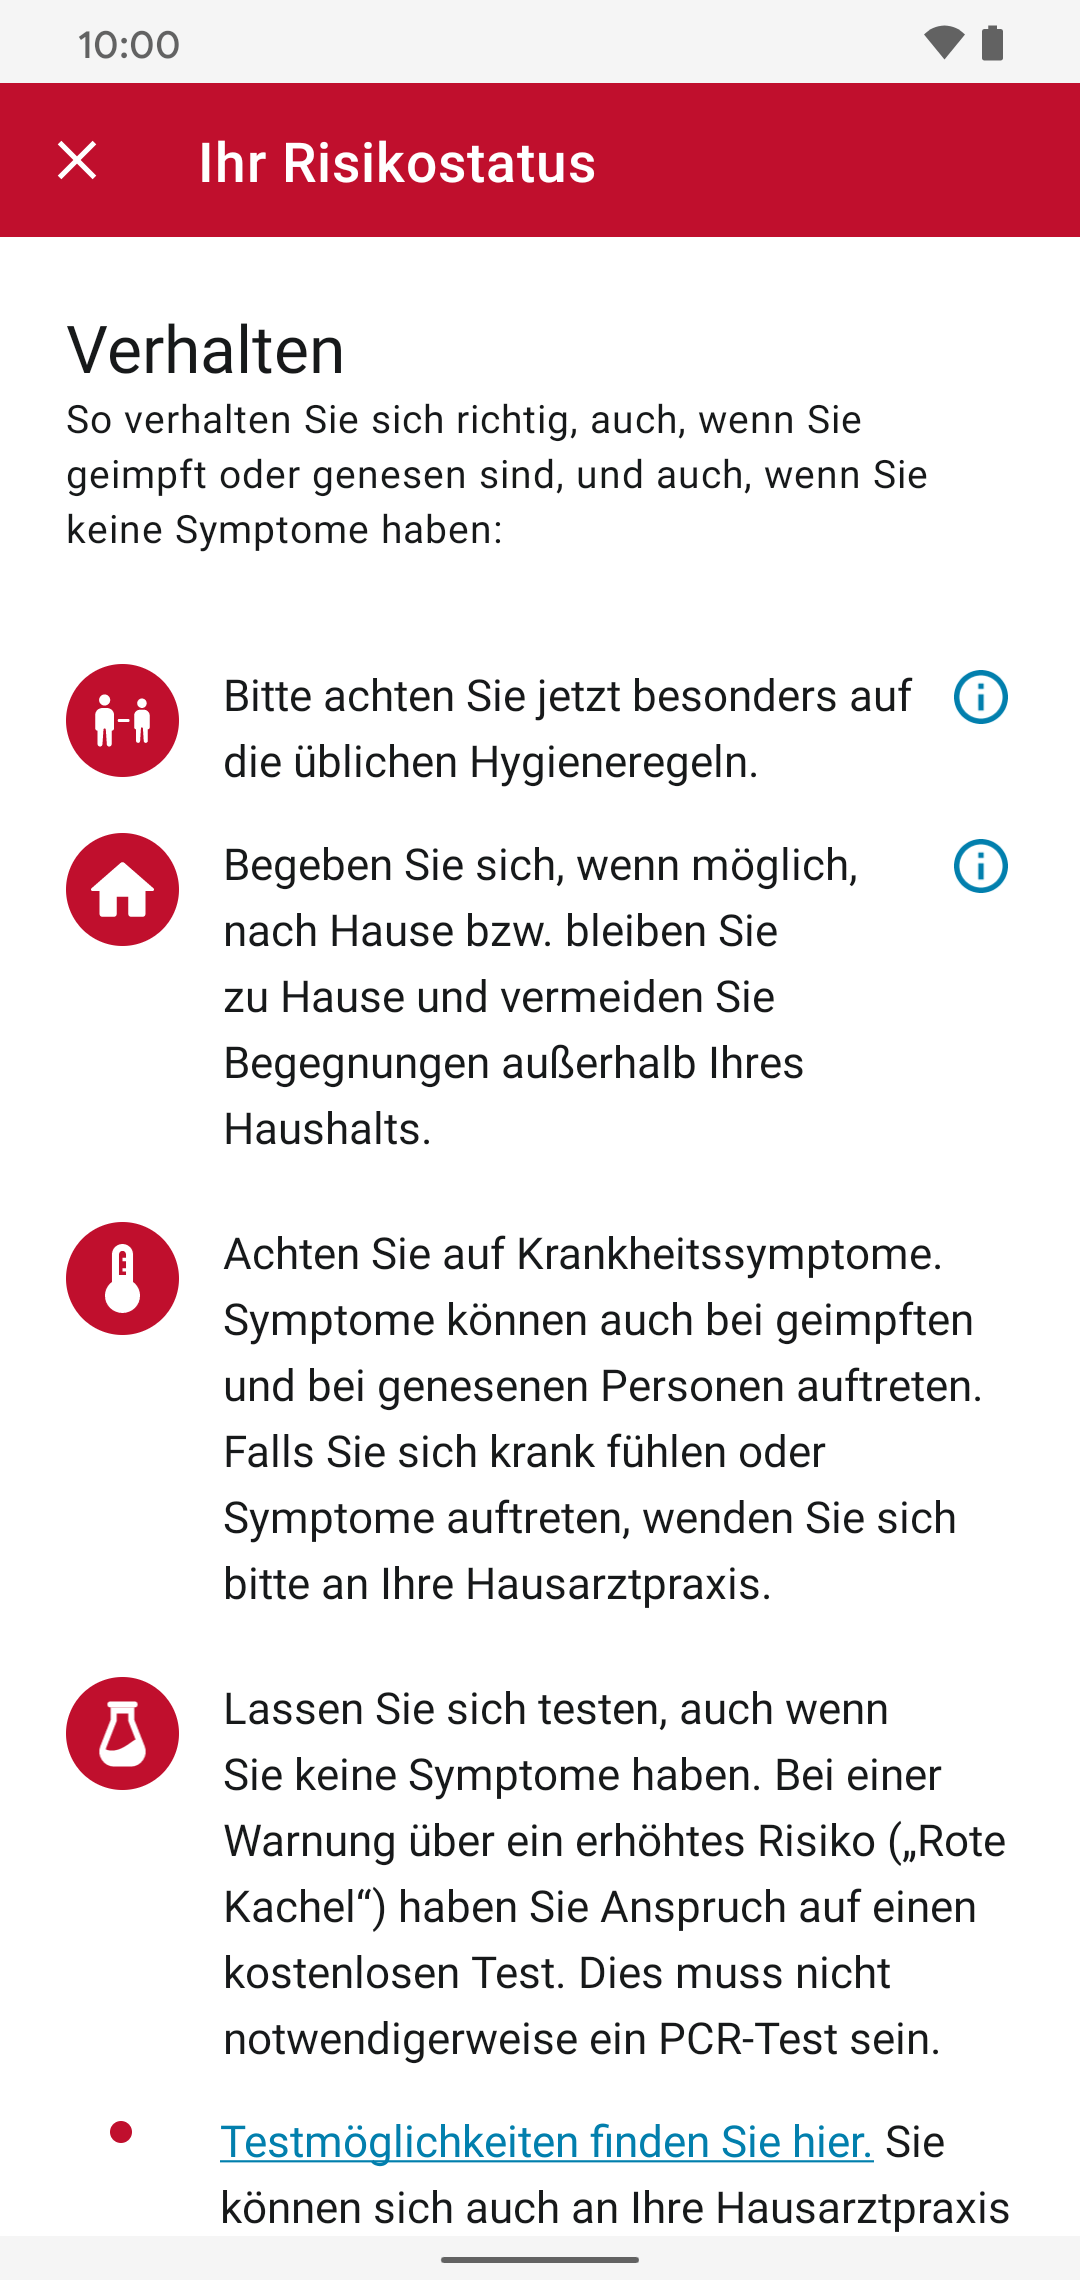 10:00
Ihr Risikostatus
Verhalten
So verhalten Sie sich richtig, auch, wenn Sie
geimpft oder genesen sind, und auch, wenn Sie
keine Symptome haben:
Bitte achten Sie jetzt besonders auf
die üblichen Hygieneregeln.
Begeben Sie sich, wenn möglich,
nach Hause bzw. bleiben Sie
zu Hause und vermeiden Sie
Begegnungen außerhalb Ihres
Haushalts.
Achten Sie auf Krankheitssymptome.
Symptome können auch bei geimpften
und bei genesenen Personen auftreten.
Falls Sie sich krank fühlen oder
Symptome auftreten, wenden Sie sich
bitte an Ihre Hausarztpraxis.
Lassen Sie sich testen, auch wenn
Sie keine Symptome haben. Bei einer
Warnung über ein erhöhtes Risiko („Rote
Kachel“) haben Sie Anspruch auf einen
kostenlosen Test. Dies muss nicht
notwendigerweise ein PCR-Test sein.
Testmöglichkeiten finden Sie hier. Sie
können sich auch an Ihre Hausarztpraxis